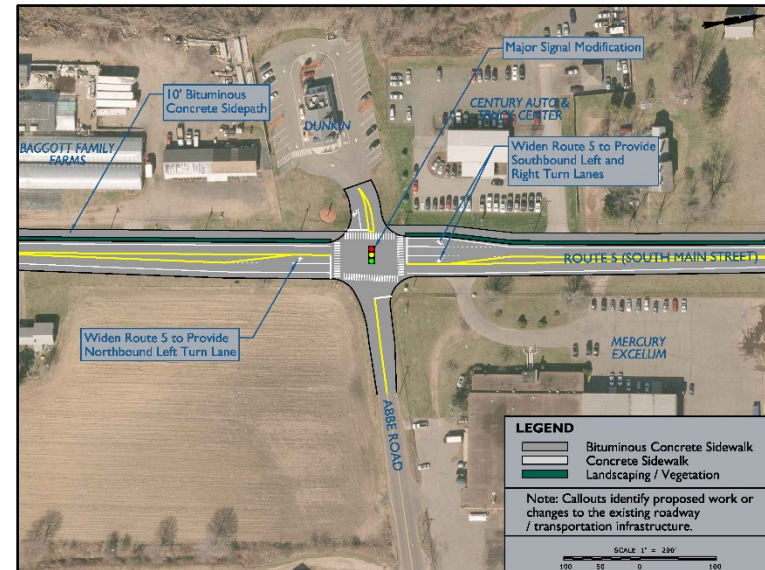 Major Signal Modification
10' Bituminous
Concrete Sidepath
CENTURY AUTO &
TRUCK CENTER
DUNKIN
BAGGOTT FAMILY
FARMS
Widen Route 5 to Provide
Southbound Left and
Right Turn Lanes
ROUTE 5 (SOUTH MAIN STREET)
Widen Route 5 to Provide
Northbound Left Turn Lane
MERCURY
EXCELUM
ABBE ROAD
LEGEND
Bituminous Concrete Sidewalk
Concrete Sidewalk
Landscaping / Vegetation
Note: Callouts identify proposed work or
changes to the existing roadway
/ transportation infrastructure.
SCALE 1" = 200'
100 50 0 100